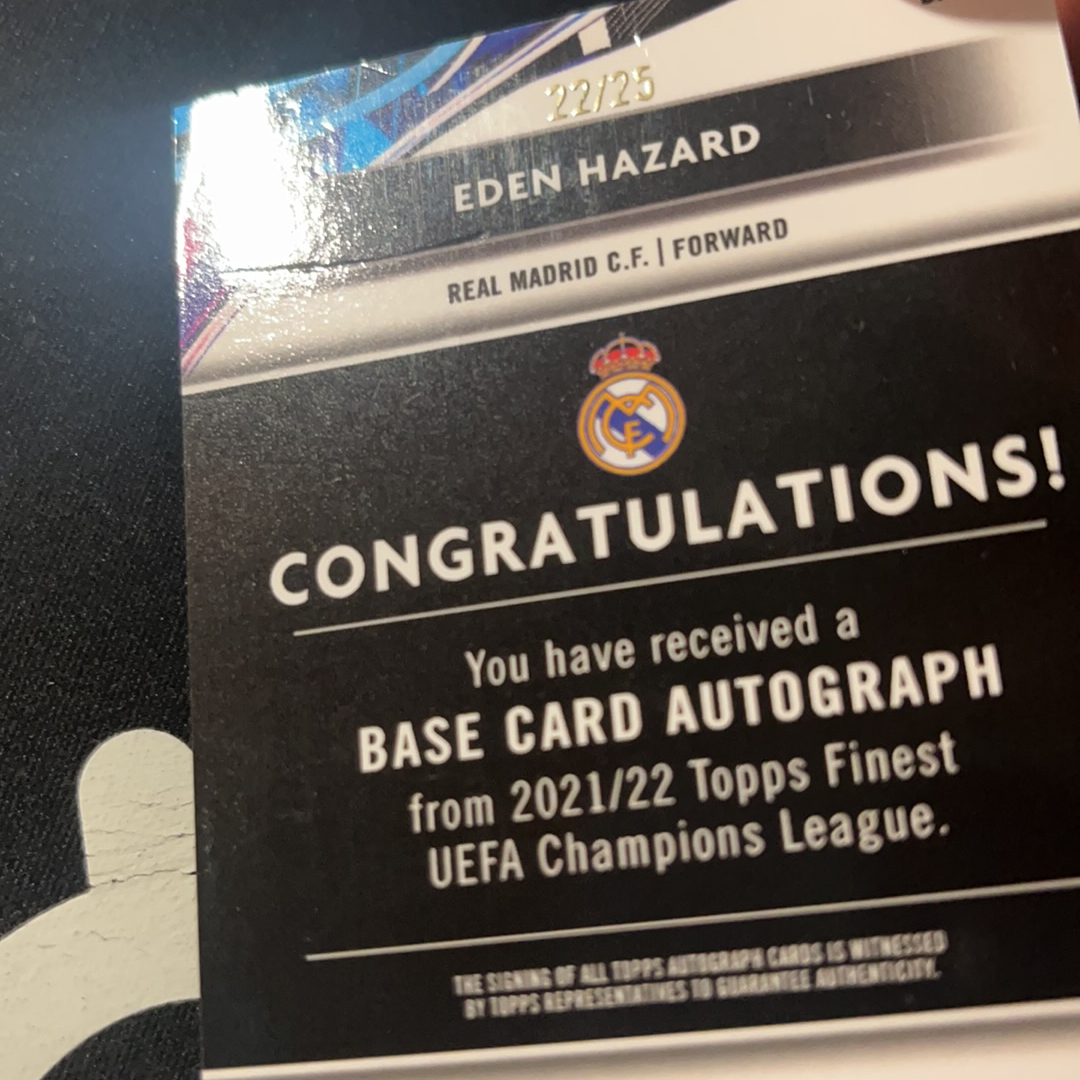 22/25
EDEN HAZARD
REAL MADRID C.F. | FORWARD
CONGRATULATIONS!
You have received a
BASE CARD AUTOGRAPH
from 2021/22 Topps Finest
UEFA Champions League.
THE SIGNING OF ALL TOPPS AUTOGRAPH CARDS IS WITNESSED
BY TOPPS REPRESENTATIVES TO GUARANTEE AUTHENTICITY.